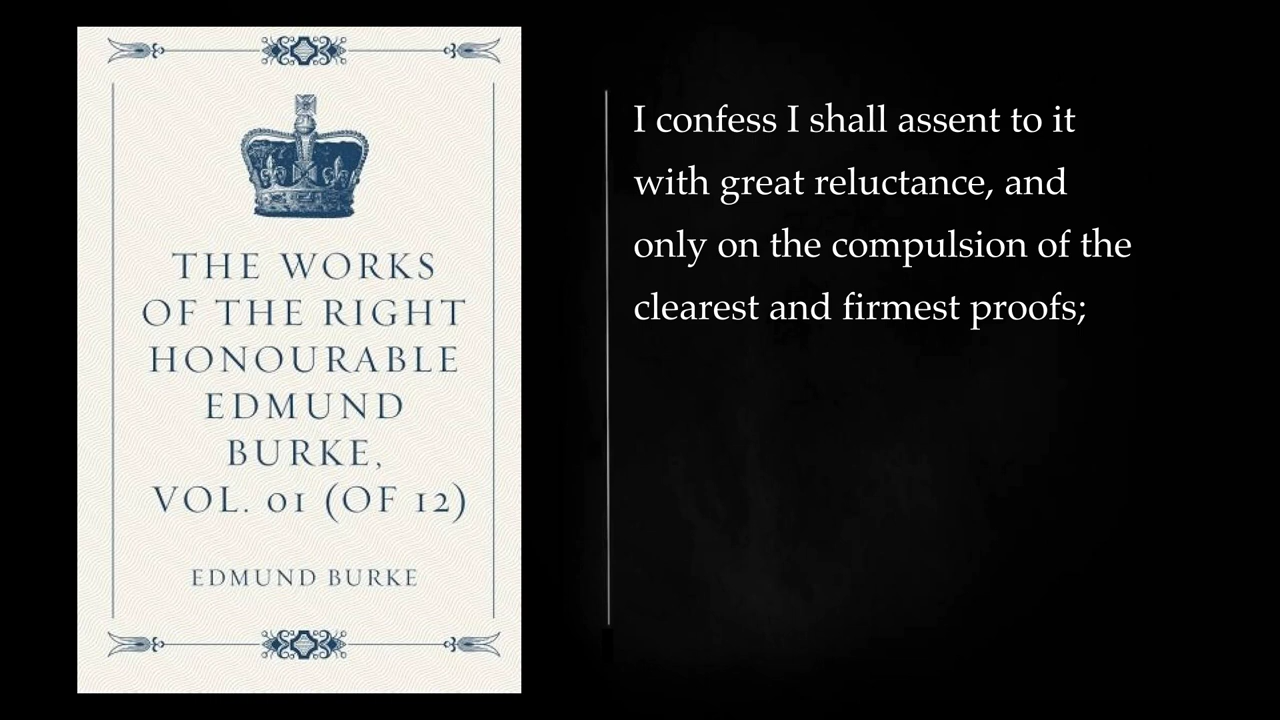 THE WORKS
OF THE RIGHT
HONOURABLE
EDMUND
BURKE,
VOL. 01 (OF 12)
EDMUND BURKE
I confess I shall assent to it
with great reluctance, and
only on the compulsion of the
clearest and firmest proofs;